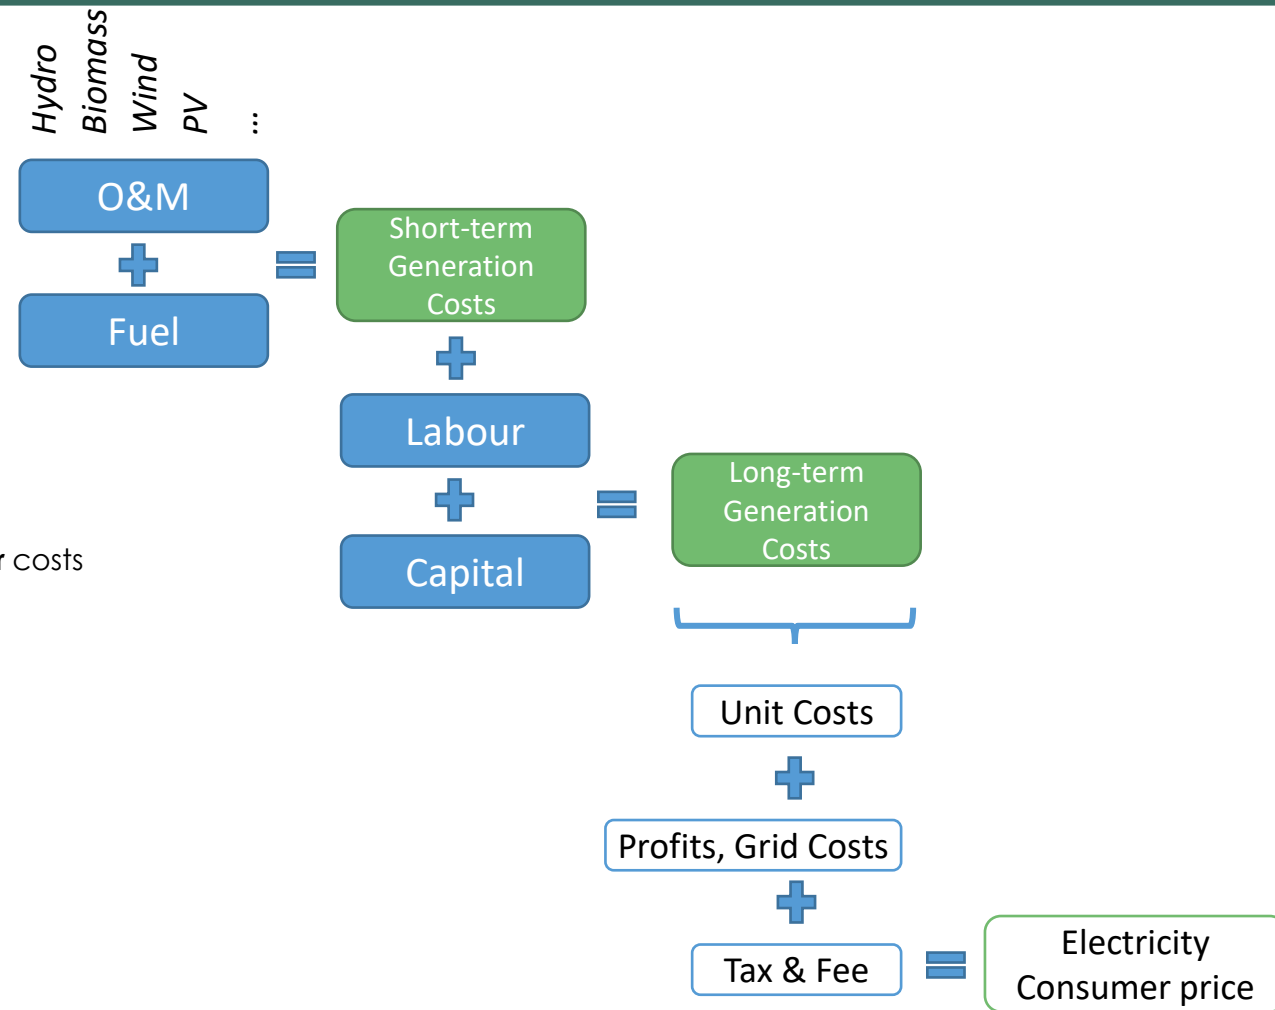 Hydro
Biomass
Wind
PV
...
O&M
Fuel
Short-term
Generation
Costs
Labour
Capital
costs
Long-term
Generation
Costs
Unit Costs
Profits, Grid Costs
Tax & Fee
Electricity
Consumer price